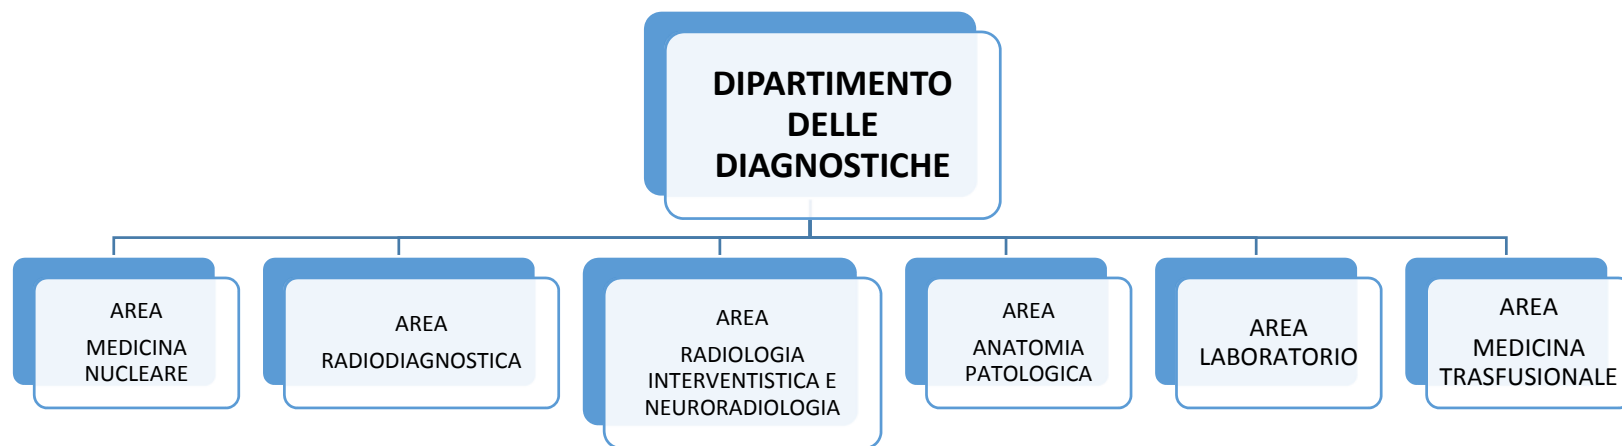 DIPARTIMENTO
DELLE
DIAGNOSTICHE
AREA
MEDICINA
NUCLEARE
AREA
RADIODIAGNOSTICA
AREA
RADIOLOGIA
INTERVENTISTICA E
NEURORADIOLOGIA
AREA
ANATOMIA
PATOLOGICA
AREA
LABORATORIO
AREA
MEDICINA
TRASFUSIONALE